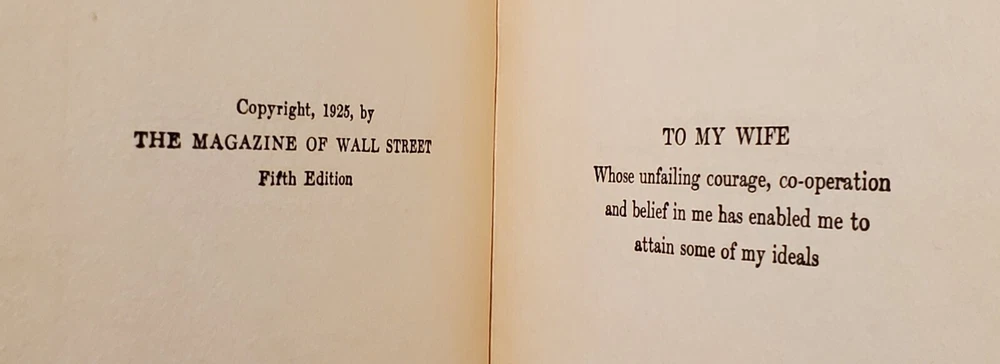 Copyright, 1925, by
THE MAGAZINE OF WALL STREET
Fifth Edition
TO MY WIFE
Whose unfailing courage, co-operation
and belief in me has enabled me to
attain some of my ideals